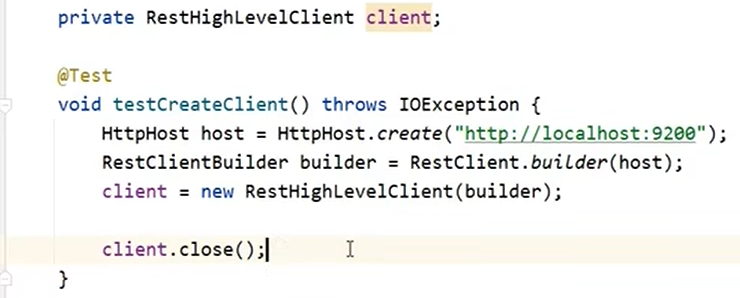 private RestHighLevelClient client;
@Test
void testCreateClient() throws IOException {
HttpHost host = HttpHost.create("http://localhost:9200");
RestClientBuilder builder = RestClient.builder(host);
client = new RestHighLevelClient(builder);
client.close();
}